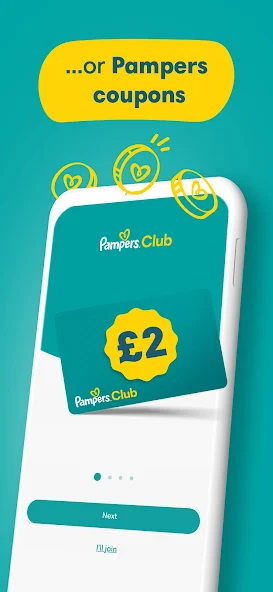 ...or Pampers
coupons
Pampers. Club
£2
Pampers. Club
Next
I'll join